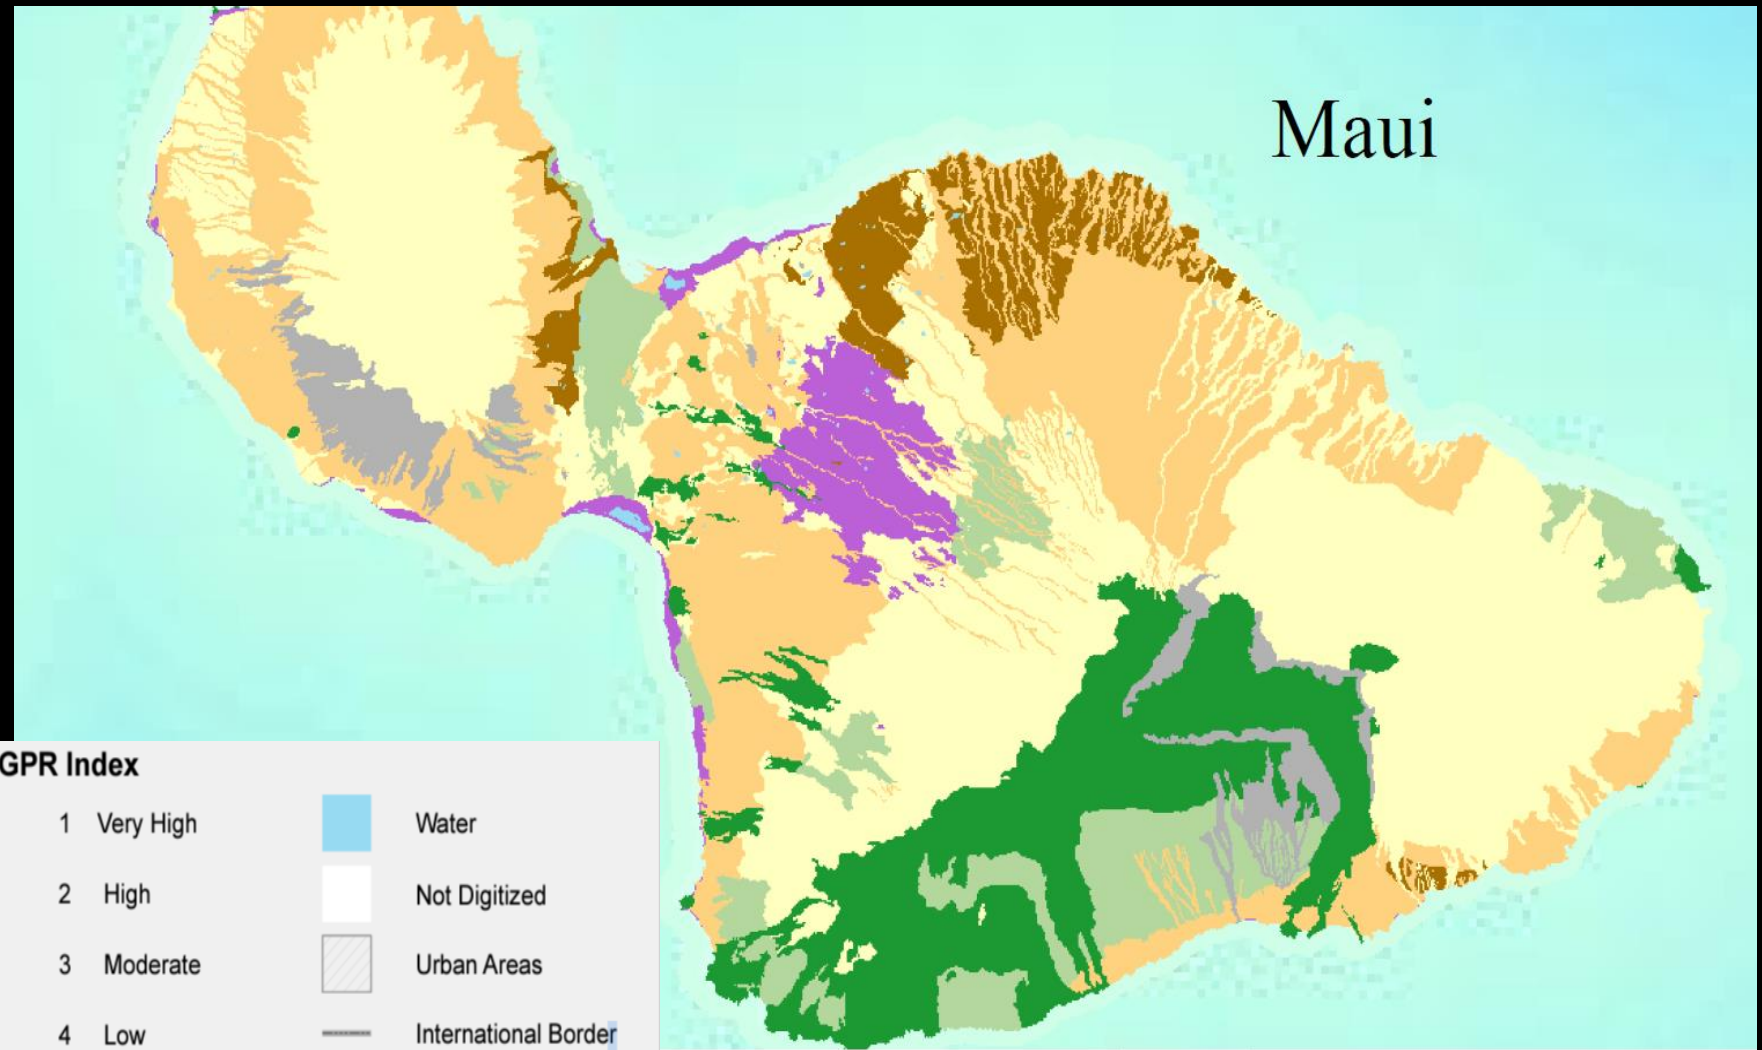 Maui
GPR Index
1 Very High
Water
2 High
Not Digitized
3 Moderate
Urban Areas
4 Low
International Border